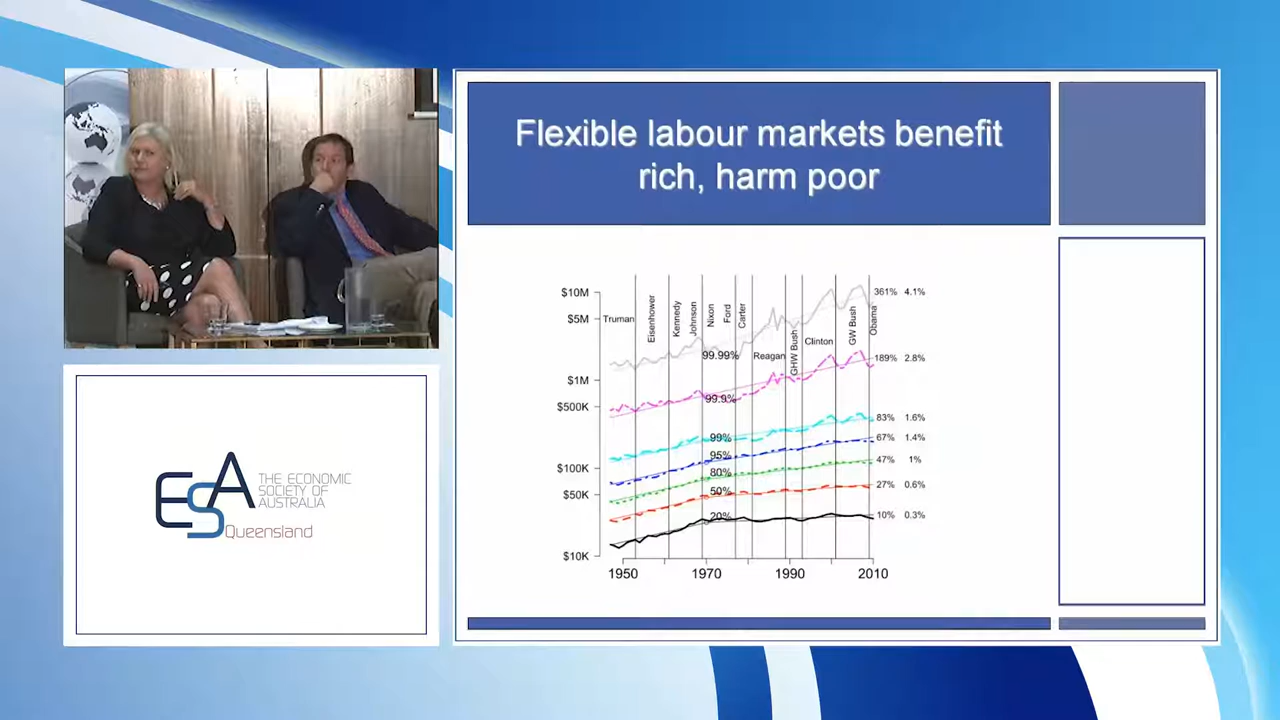 Flexible labour markets benefit
rich, harm poor
$10M
$5M
$1M
$500K
$100K
$50K
$10K
Truman
Eisenhower
Kennedy
Johnson
Nixon
Ford
Carter
Reagan
GHW Bush
Clinton
GW Bush
Obama
99.99%
99.9%
99%
95%
80%
50%
20%
361% 4.1%
189% 2.8%
83% 1.6%
67% 1.4%
47% 1%
27% 0.6%
10% 0.3%
1950 1970 1990 2010
ESA
THE ECONOMIC
SOCIETY OF
AUSTRALIA
Queensland